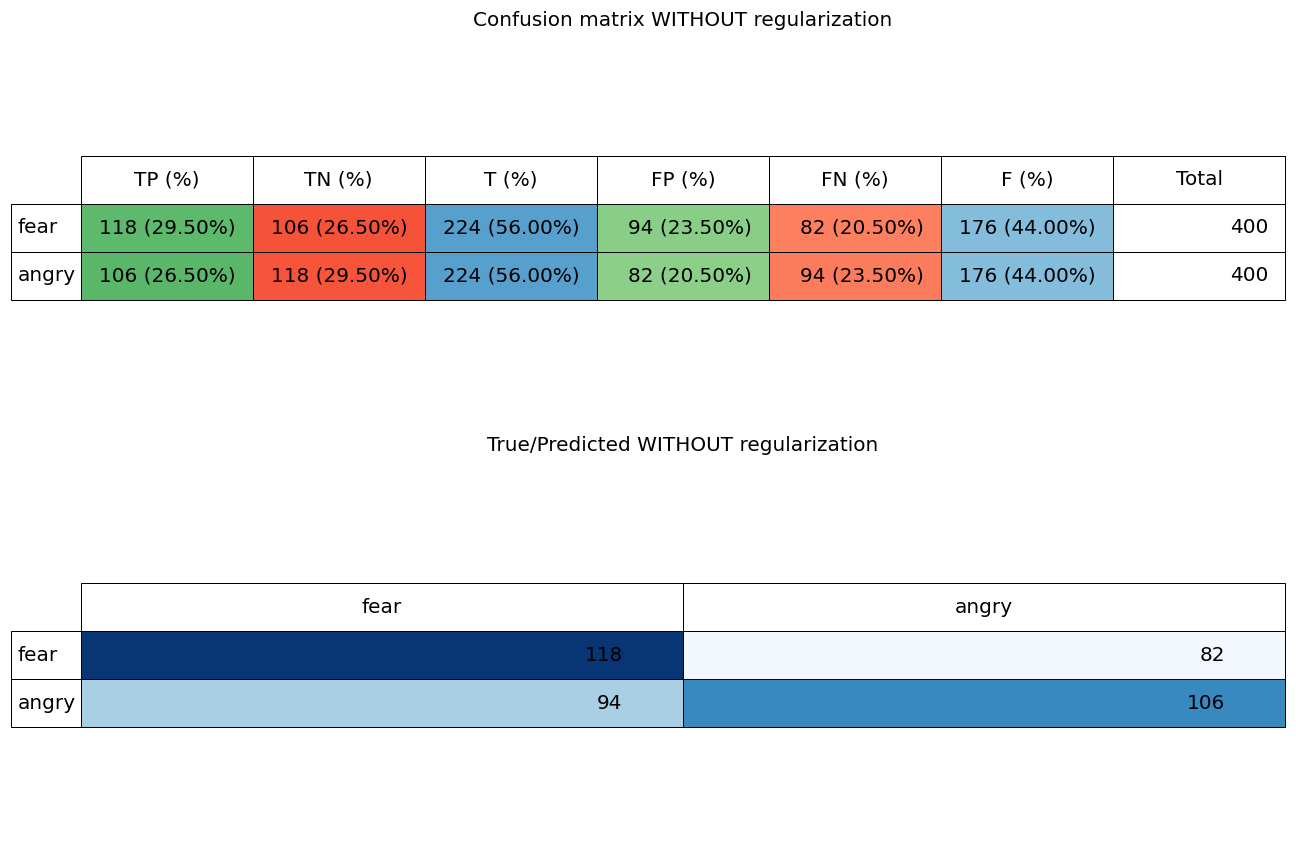 Confusion matrix WITHOUT regularization
TP (%) TN (%) T (%) FP (%) FN (%) F (%) Total
fear 118 (29.50%) 106 (26.50%) 224 (56.00%) 94 (23.50%) 82 (20.50%) 176 (44.00%) 400
angry 106 (26.50%) 118 (29.50%) 224 (56.00%) 82 (20.50%) 94 (23.50%) 176 (44.00%) 400
True/Predicted WITHOUT regularization
fear angry
fear 118 82
angry 94 106